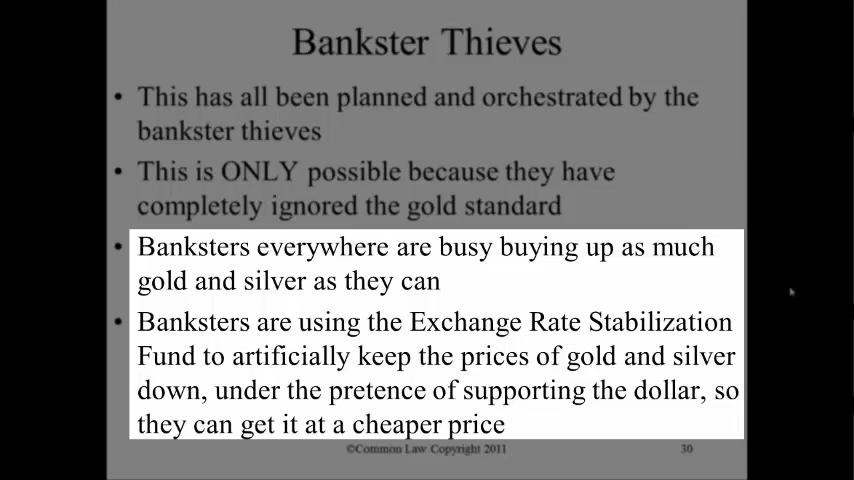 Bankster Thieves
• This has all been planned and orchestrated by the
bankster thieves
• This is ONLY possible because they have
completely ignored the gold standard
• Banksters everywhere are busy buying up as much
gold and silver as they can
• Banksters are using the Exchange Rate Stabilization
Fund to artificially keep the prices of gold and silver
down, under the pretence of supporting the dollar, so
they can get it at a cheaper price
©Common Law Copyright 2011 30